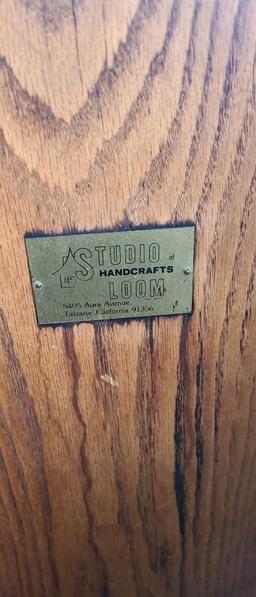 STUDIO of
HANDCRAFTS
LOOM
5405 Aura Avenue,
Tarzana, California 91356